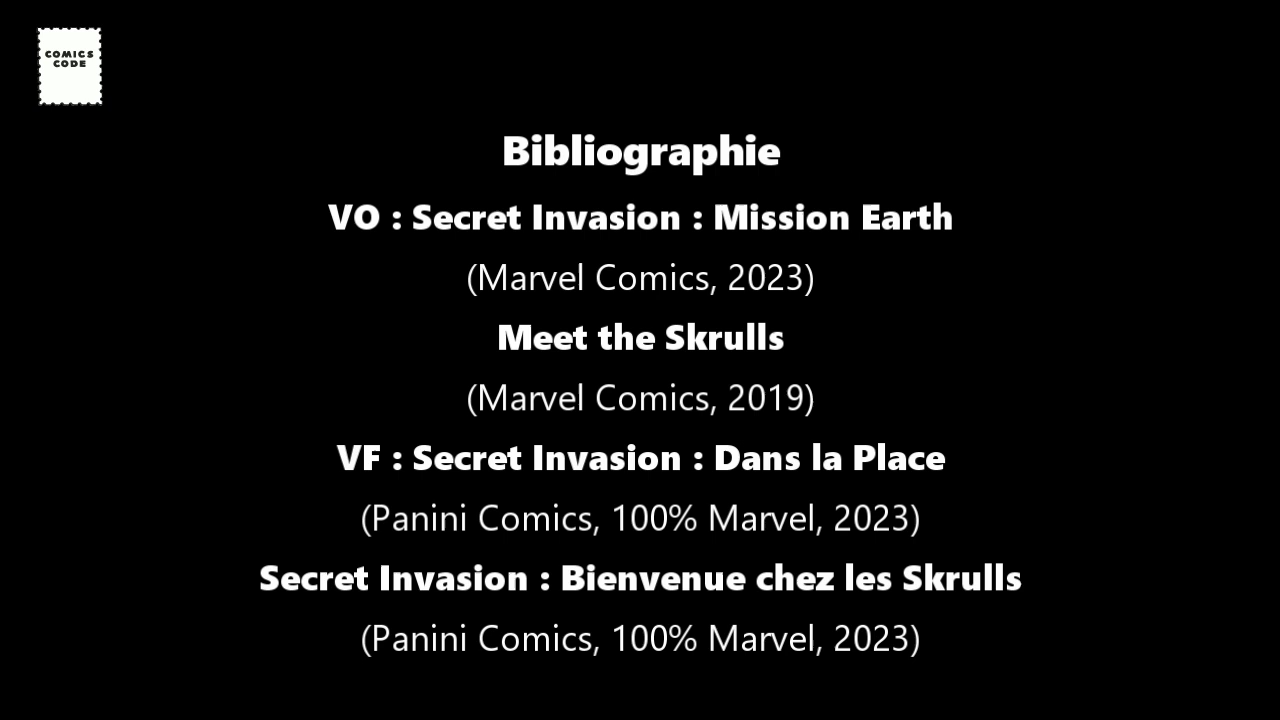 COMICS
CODE
Bibliographie
VO : Secret Invasion : Mission Earth
(Marvel Comics, 2023)
Meet the Skrulls
(Marvel Comics, 2019)
VF : Secret Invasion : Dans la Place
(Panini Comics, 100% Marvel, 2023)
Secret Invasion : Bienvenue chez les Skrulls
(Panini Comics, 100% Marvel, 2023)